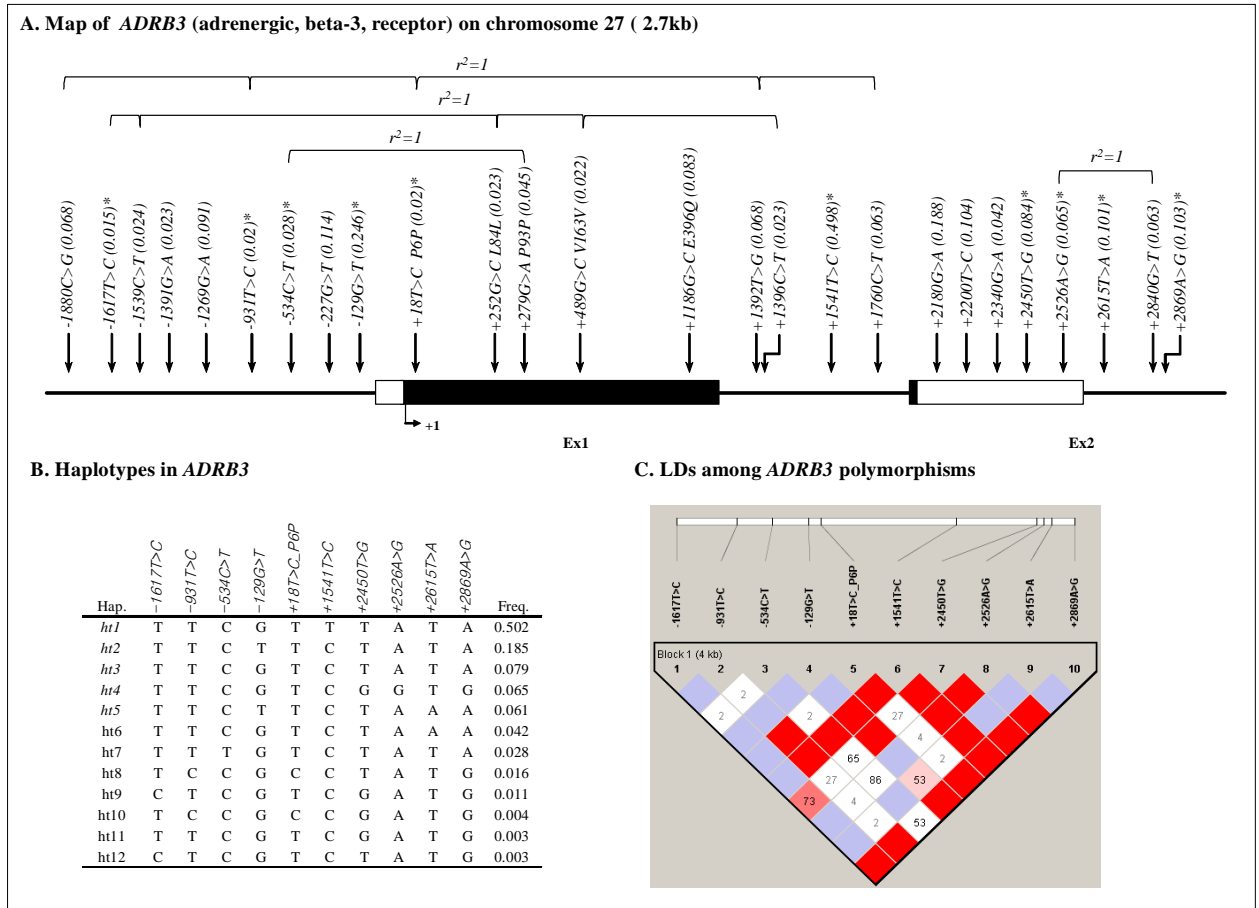 A. Map of ADRB3 (adrenergic, beta-3, receptor) on chromosome 27 ( 2.7kb)
r²=1
r²=1
r²=1
r²=1
-1880C>G (0.068)
-1617T>C (0.015)*
-1539C>T (0.024)
-1391G>A (0.023)
-1269G>A (0.091)
-931T>C (0.02)*
-534C>T (0.028)*
-227G>T (0.114)
-129G>T (0.246)*
+18T>C P6P (0.02)*
+252G>C L84L (0.023)
+279G>A P93P (0.045)
+489G>C V163V (0.022)
+1186G>C E396Q (0.083)
+1392T>G (0.068)
+1396C>T (0.023)
+1541T>C (0.498)*
+1760C>T (0.063)
+2180G>A (0.188)
+2200T>C (0.104)
+2340G>A (0.042)
+2450T>G (0.084)*
+2526A>G (0.065)*
+2615T>A (0.101)*
+2840G>T (0.063)
+2869A>G (0.103)*
+1
Ex1
Ex2
B. Haplotypes in ADRB3
Hap. −1617T>C −931T>C −534C>T −129G>T +18T>C_P6P +1541T>C +2450T>G +2526A>G +2615T>A +2869A>G Freq.
ht1 T T C G T T T A T A 0.502
ht2 T T C T T C T A T A 0.185
ht3 T T C G T C T A T A 0.079
ht4 T T C G T C G G T G 0.065
ht5 T T C T T C T A A A 0.061
ht6 T T C G T C T A A A 0.042
ht7 T T T G T C T A T A 0.028
ht8 T C C G C C T A T G 0.016
ht9 C T C G T C G A T G 0.011
ht10 T C C G C C G A T G 0.004
ht11 T T C G T C G A T G 0.003
ht12 C T C G T C T A T G 0.003
C. LDs among ADRB3 polymorphisms
-1617T>C
-931T>C
-534C>T
-129G>T
+18T>C_P6P
+1541T>C
+2450T>G
+2526A>G
+2615T>A
+2869A>G
Block 1 (4 kb)
1 2 3 4 5 6 7 8 9 10
2
2 2 27
4
65 2
27 86 53
73 4
2 53